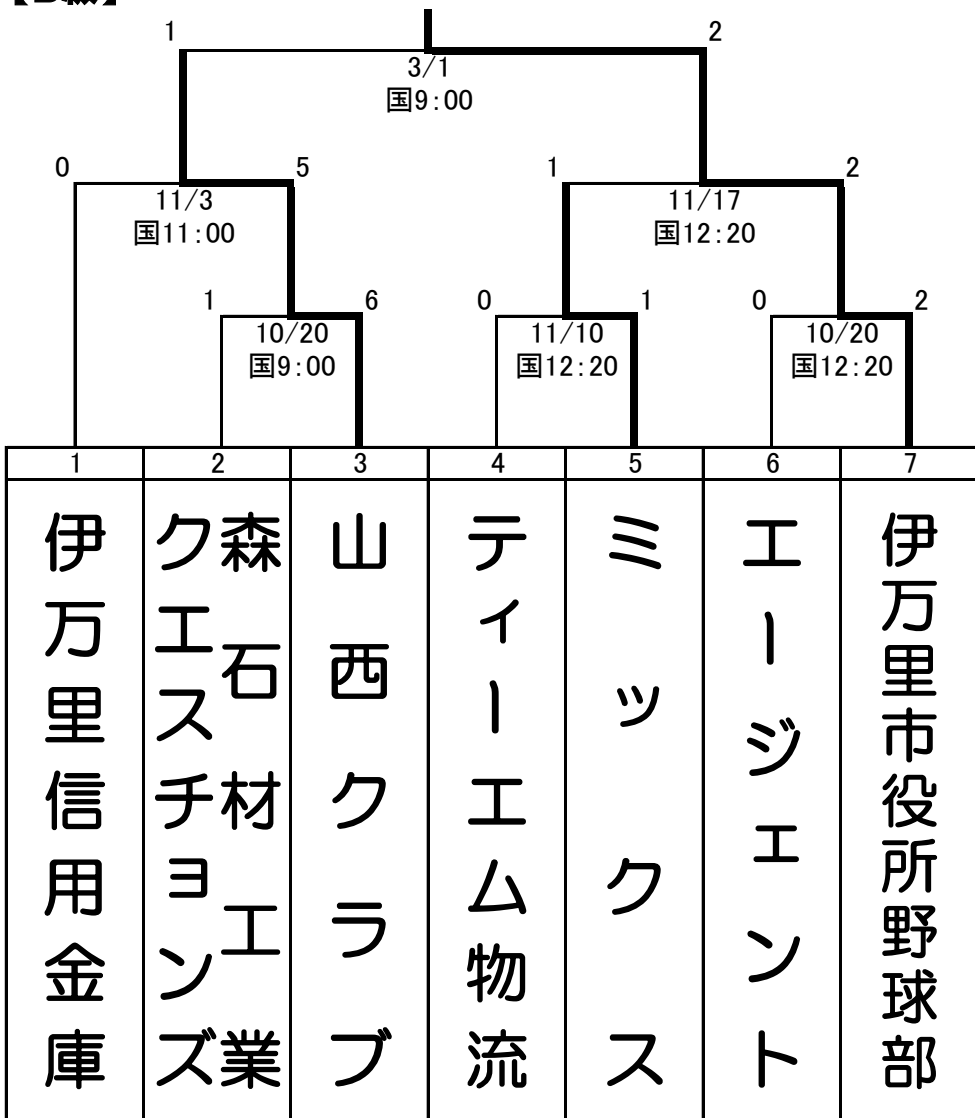 1 2
3/1
国9:00
0 5 1 2
11/3 11/17
国11:00 国12:20
1 6 0 1 0 2
10/20 11/10 10/20
国9:00 国12:20 国12:20
1 2 3 4 5 6 7
伊万里信用金庫
森石材工業
クエスチョンズ
山西クラブ
ティーエム物流
ミックス
エージェント
伊万里市役所野球部